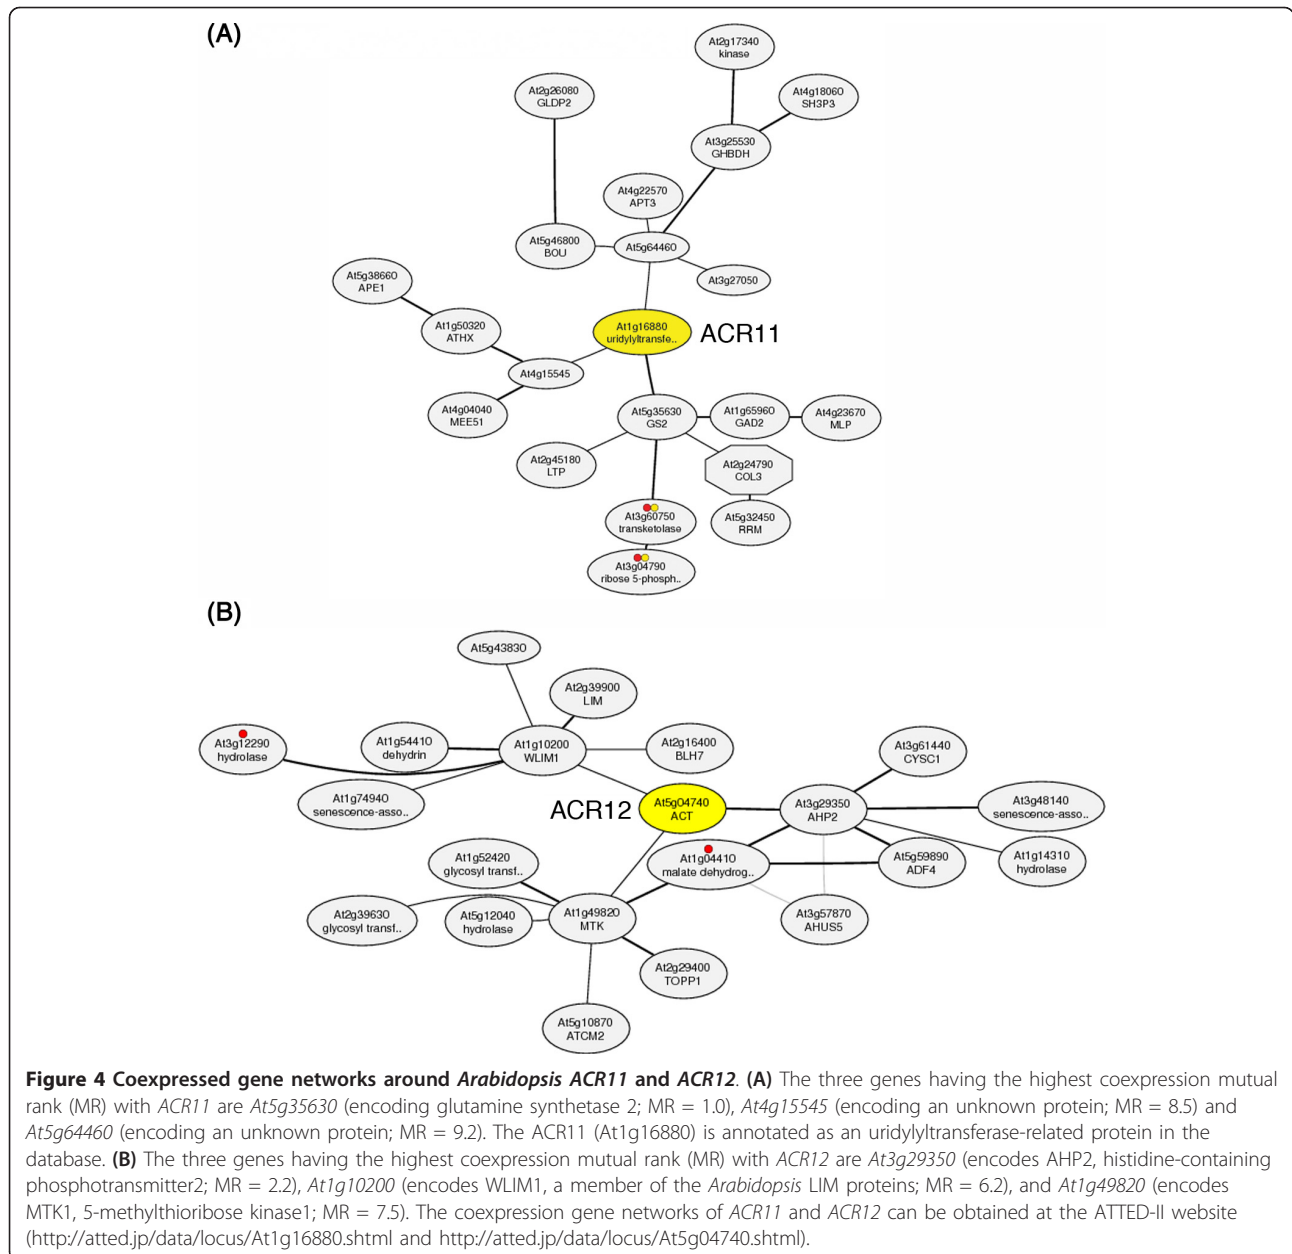 (A)
At2g17340
kinase
At2g26080
GLDP2
At4g18060
SH3P3
At3g25530
GHBDH
At4g22570
APT3
At5g46800
BOU
At5g64460
At3g27050
At5g38660
APE1
At1g50320
ATHX
At1g16880
uridylyltransfe..
ACR11
At4g15545
At4g04040
MEE51
At5g35630
GS2
At1g65960
GAD2
At4g23670
MLP
At2g45180
LTP
At2g24790
COL3
At3g60750
transketolase
At5g32450
RRM
At3g04790
ribose 5-phosph..
(B)
At5g43830
At2g39900
LIM
At3g12290
hydrolase
At1g54410
dehydrin
At1g10200
WLIM1
At2g16400
BLH7
At3g61440
CYSC1
At1g74940
senescence-asso..
ACR12
At5g04740
ACT
At3g29350
AHP2
At3g48140
senescence-asso..
At1g52420
glycosyl transf..
At1g04410
malate dehydrog..
At5g59890
ADF4
At1g14310
hydrolase
At2g39630
glycosyl transf..
At5g12040
hydrolase
At1g49820
MTK
At3g57870
AHUS5
At2g29400
TOPP1
At5g10870
ATCM2
Figure 4 Coexpressed gene networks around Arabidopsis ACR11 and ACR12. (A) The three genes having the highest coexpression mutual
rank (MR) with ACR11 are At5g35630 (encoding glutamine synthetase 2; MR = 1.0), At4g15545 (encoding an unknown protein; MR = 8.5) and
At5g64460 (encoding an unknown protein; MR = 9.2). The ACR11 (At1g16880) is annotated as an uridylyltransferase-related protein in the
database. (B) The three genes having the highest coexpression mutual rank (MR) with ACR12 are At3g29350 (encodes AHP2, histidine-containing
phosphotransmitter2; MR = 2.2), At1g10200 (encodes WLIM1, a member of the Arabidopsis LIM proteins; MR = 6.2), and At1g49820 (encodes
MTK1, 5-methylthioribose kinase1; MR = 7.5). The coexpression gene networks of ACR11 and ACR12 can be obtained at the ATTED-II website
(http://atted.jp/data/locus/At1g16880.shtml and http://atted.jp/data/locus/At5g04740.shtml).